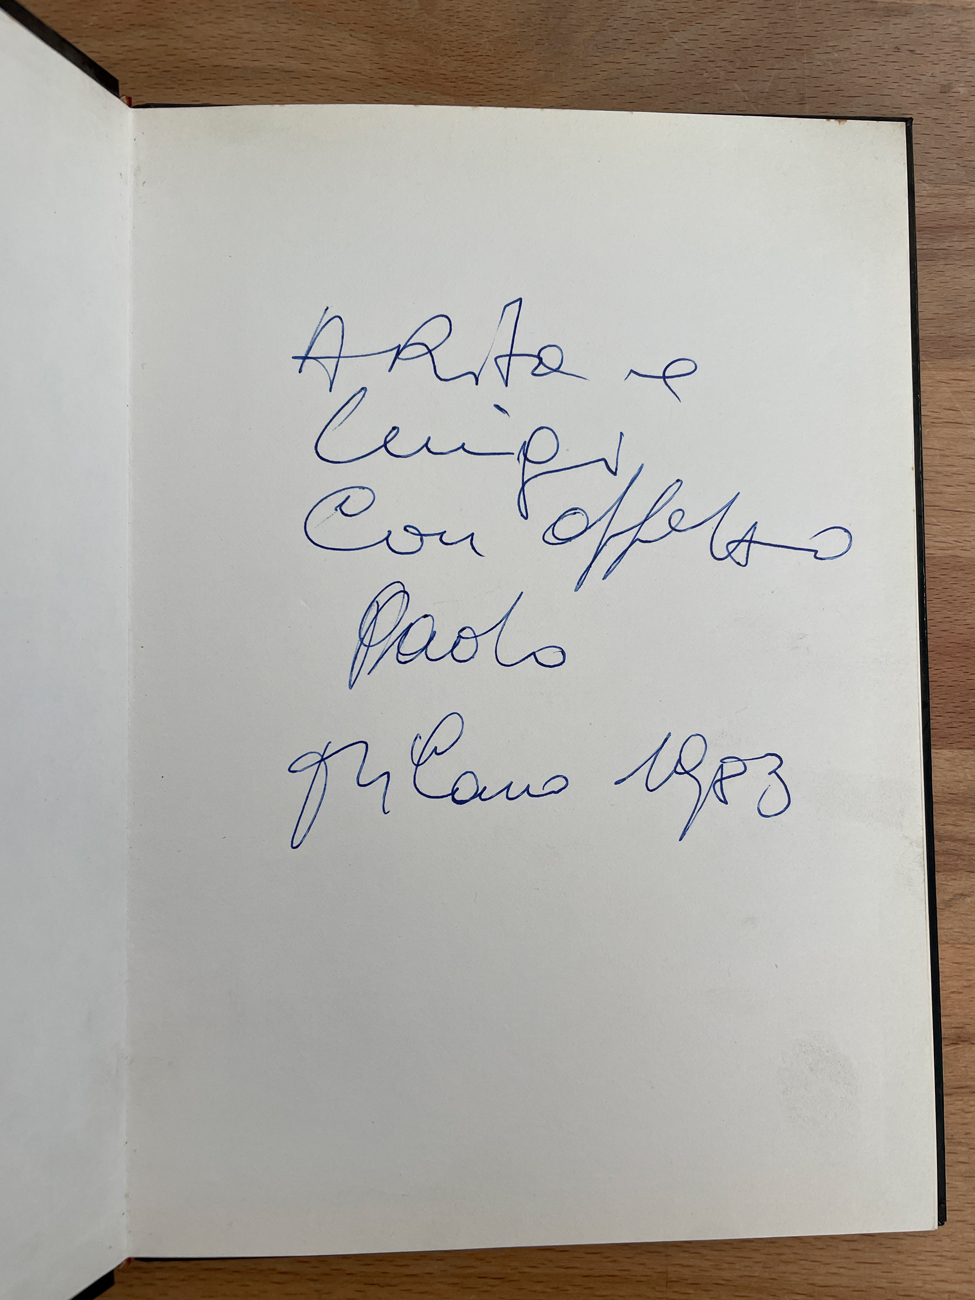 A Rita e
Luigi
Con affetto
Paolo
Milano 1983